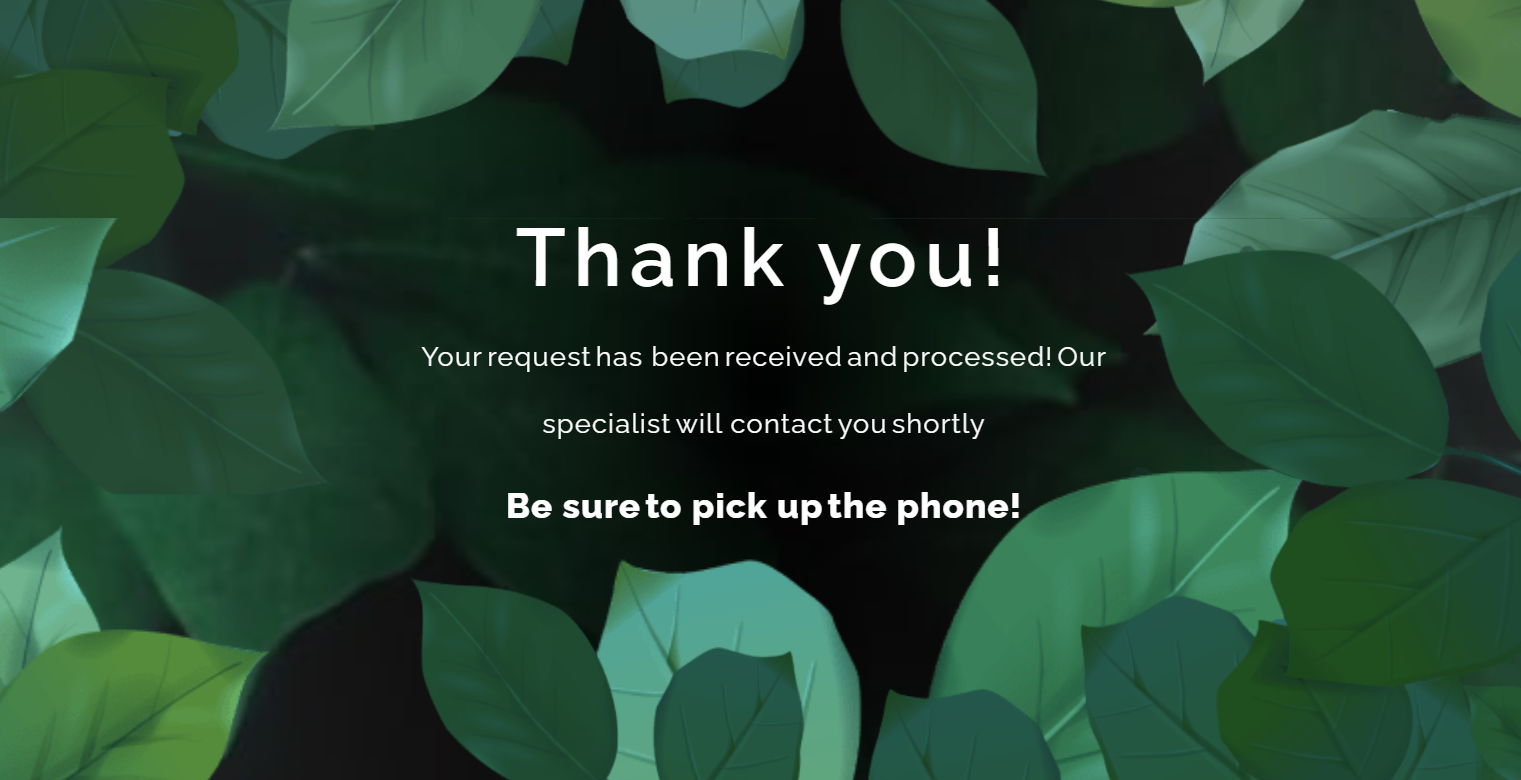 Thank you!
Your request has been received and processed! Our
specialist will contact you shortly
Be sure to pick up the phone!